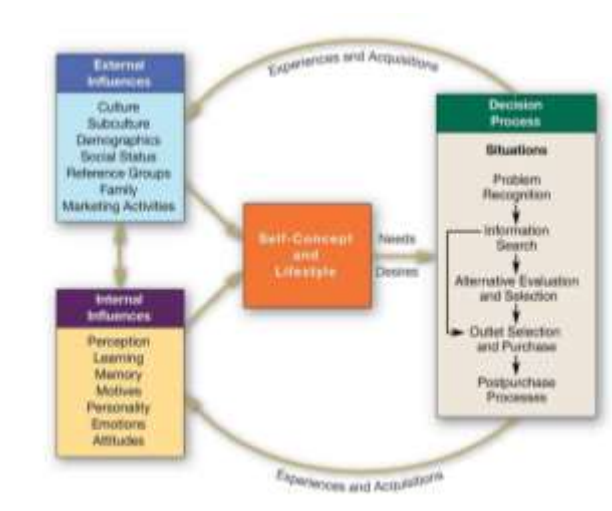 External
Influences
Culture
Subculture
Demographics
Social Status
Reference Groups
Family
Marketing Activities
Internal
Influences
Perception
Learning
Memory
Motives
Personality
Emotions
Attitudes
Self-Concept
and
Lifestyle
Needs
Desires
Experiences and Acquisitions
Decision
Process
Situations
Problem
Recognition
Information
Search
Alternative Evaluation
and Selection
Outlet Selection
and Purchase
Postpurchase
Processes
Experiences and Acquisitions